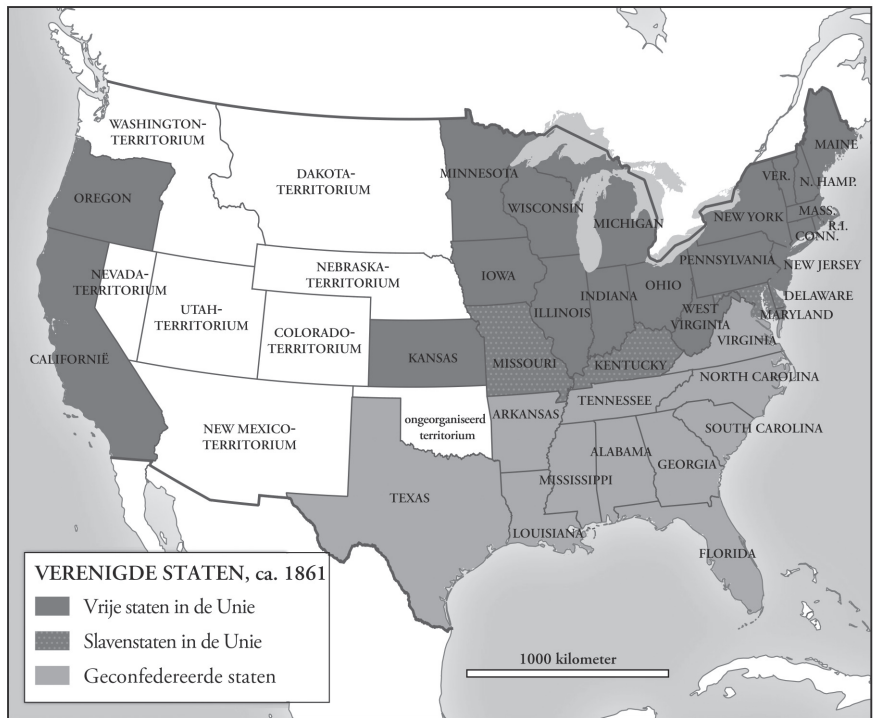 WASHINGTON-
TERRITORIUM
DAKOTA-
TERRITORIUM
MINNESOTA
MAINE
VER.
N. HAMP.
OREGON
WISCONSIN
MICHIGAN
NEW YORK
MASS.
R.I.
CONN.
NEVADA-
TERRITORIUM
NEBRASKA-
TERRITORIUM
IOWA
PENNSYLVANIA
NEW JERSEY
UTAH-
TERRITORIUM
ILLINOIS
INDIANA
OHIO
WEST
VIRGINIA
DELAWARE
MARYLAND
COLORADO-
TERRITORIUM
VIRGINIA
CALIFORNIË
KANSAS
MISSOURI
KENTUCKY
NORTH CAROLINA
TENNESSEE
ARKANSAS
ongeorganiseerd
territorium
NEW MEXICO-
TERRITORIUM
SOUTH CAROLINA
ALABAMA
GEORGIA
MISSISSIPPI
TEXAS
LOUISIANA
FLORIDA
VERENIGDE STATEN, ca. 1861
Vrije staten in de Unie
Slavenstaten in de Unie
Geconfedereerde staten
1000 kilometer